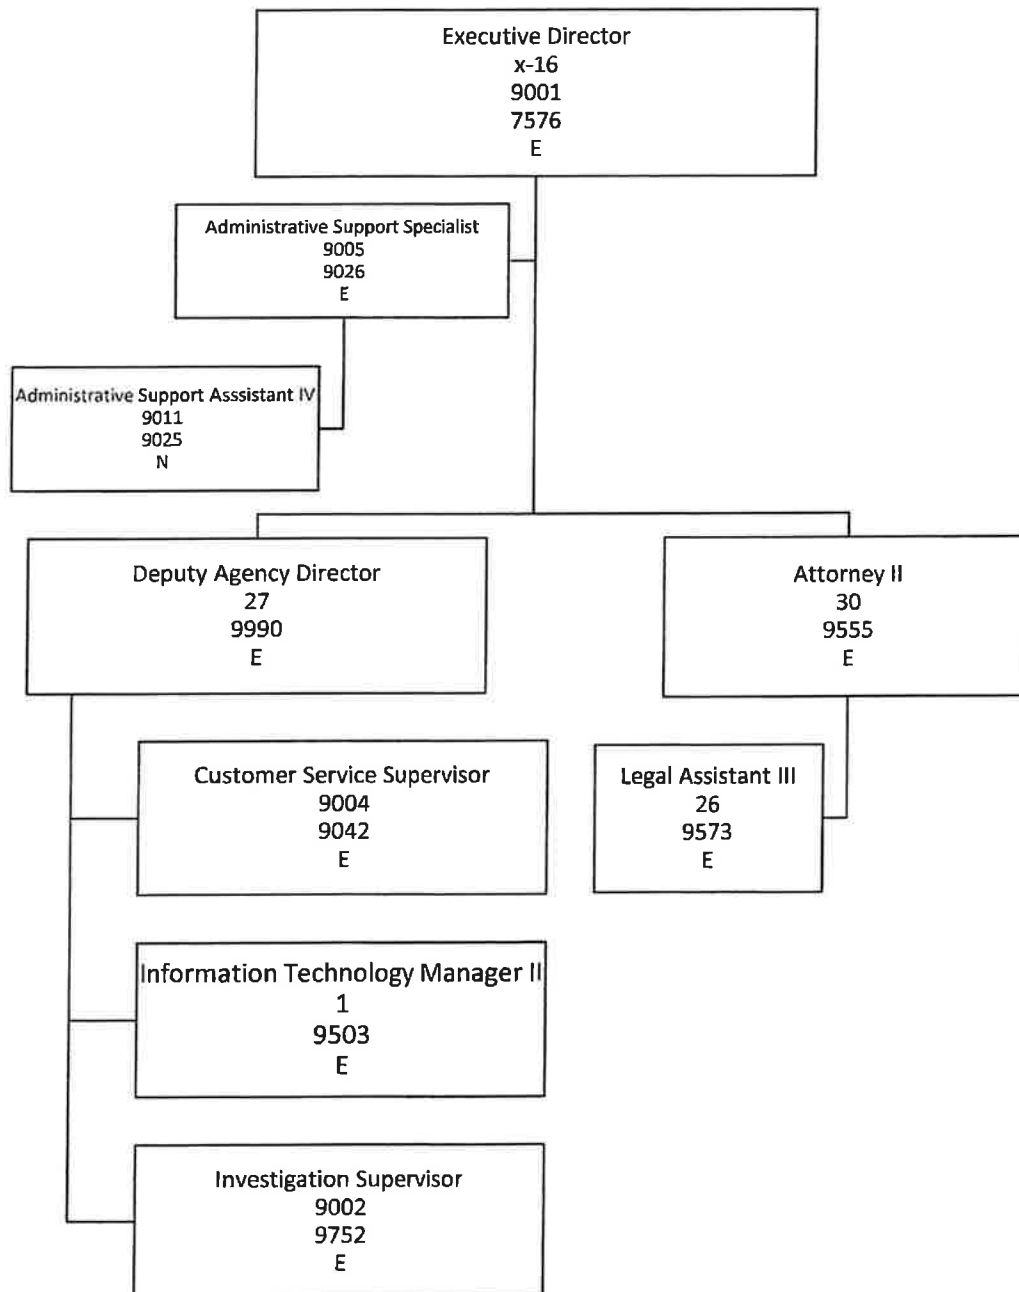 Executive Director
x-16
9001
7576
E
Administrative Support Specialist
9005
9026
E
Administrative Support Asssistant IV
9011
9025
N
Deputy Agency Director
27
9990
E
Attorney II
30
9555
E
Customer Service Supervisor
9004
9042
E
Legal Assistant III
26
9573
E
Information Technology Manager II
1
9503
E
Investigation Supervisor
9002
9752
E